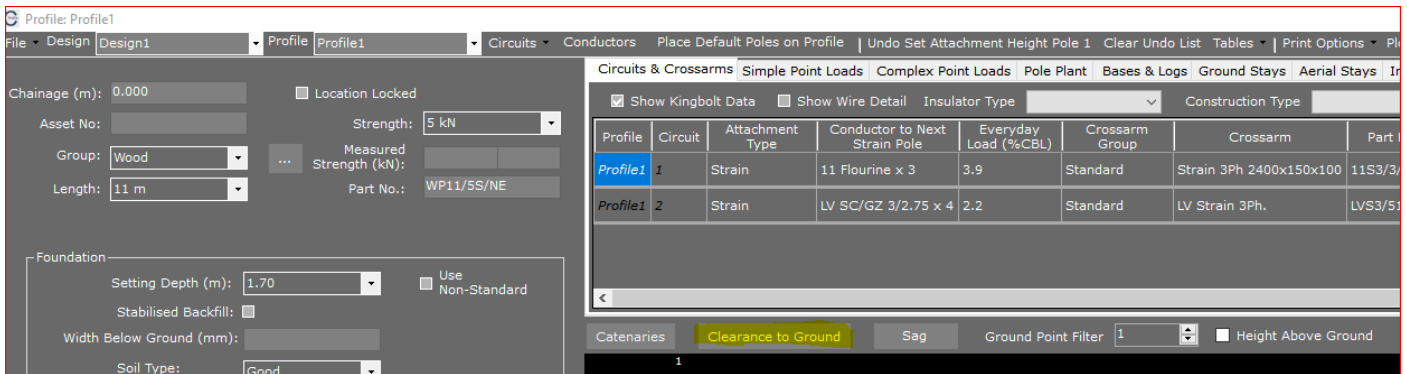 Profile: Profile1
File Design Design1 Profile Profile1 Circuits Conductors Place Default Poles on Profile | Undo Set Attachment Height Pole 1 Clear Undo List Tables | Print Options
Circuits & Crossarms Simple Point Loads Complex Point Loads Pole Plant Bases & Logs Ground Stays Aerial Stays
Chainage (m): 0.000 Location Locked
Asset No: Strength: 5 kN
Group: Wood ... Measured
Strength (kN):
Length: 11 m Part No.: WP11/5S/NE
Foundation
Setting Depth (m): 1.70 Use
Non-Standard
Stabilised Backfill:
Width Below Ground (mm):
Soil Type: Good
Show Kingbolt Data Show Wire Detail Insulator Type Construction Type
Profile Circuit Attachment
Type Conductor to Next
Strain Pole Everyday
Load (%CBL) Crossarm
Group Crossarm Part
Profile1 1 Strain 11 Flourine x 3 3.9 Standard Strain 3Ph 2400x150x100 11S3/3/
Profile1 2 Strain LV SC/GZ 3/2.75 x 4 2.2 Standard LV Strain 3Ph. LVS3/51
Catenaries Clearance to Ground Sag Ground Point Filter 1 Height Above Ground
1